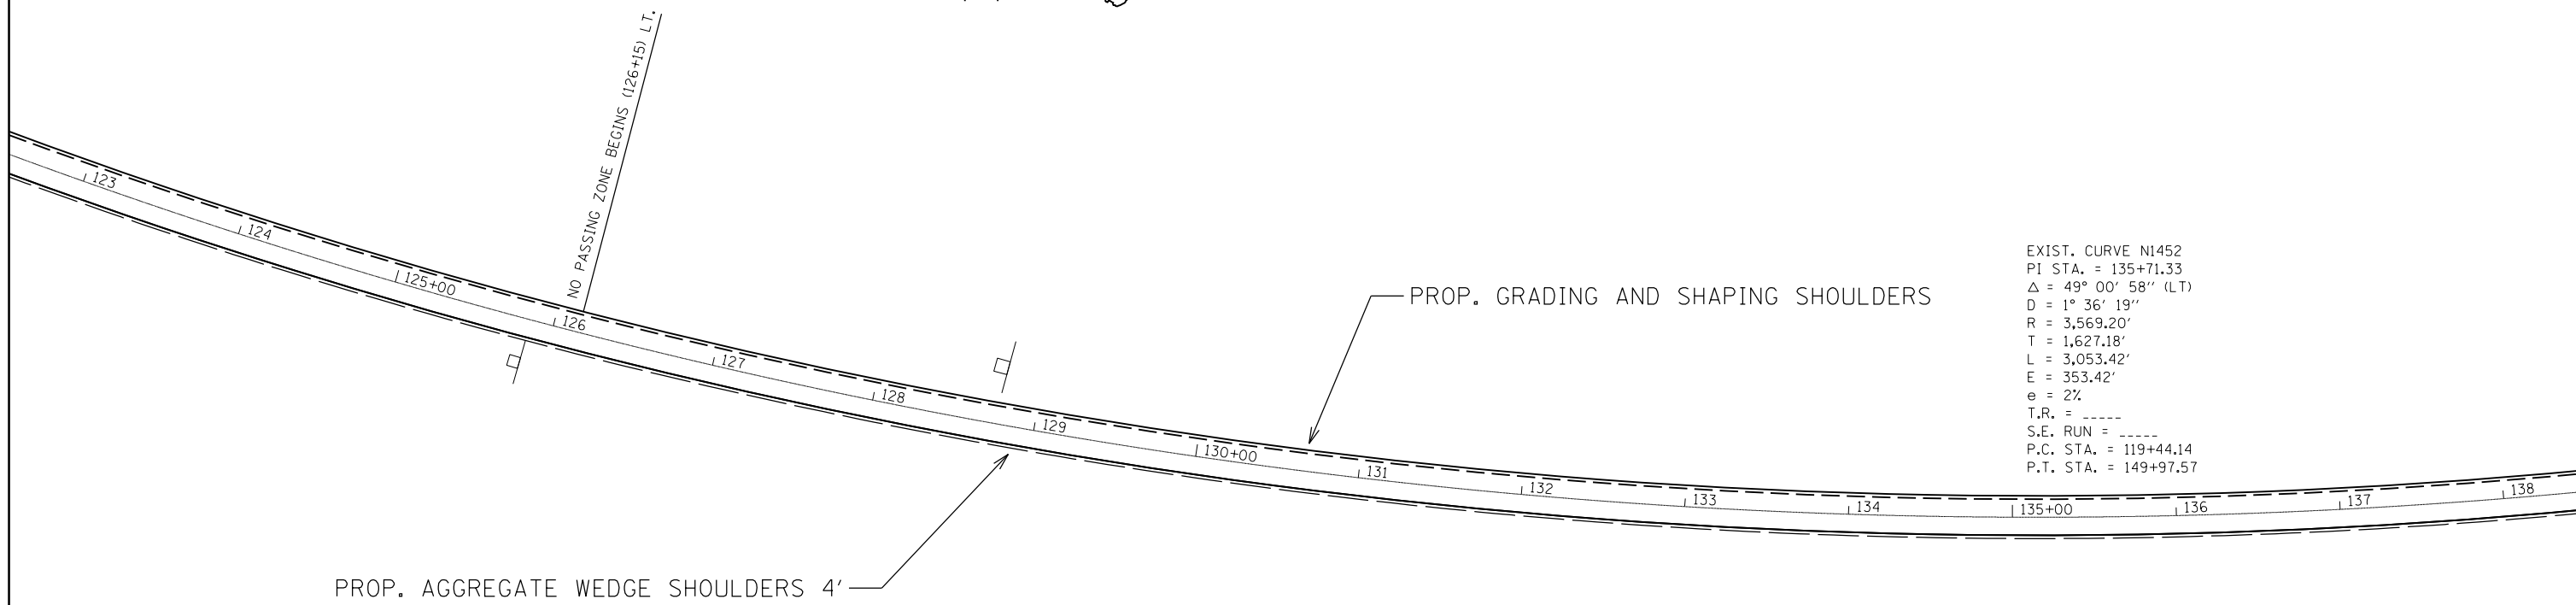 NO PASSING ZONE BEGINS (126+15) LT.
123
124
125+00
126
127
128
129
130+00
131
132
133
134
135+00
136
137
138
PROP. GRADING AND SHAPING SHOULDERS
EXIST. CURVE N1452
PI STA. = 135+71.33
△ = 49° 00' 58'' (LT)
D = 1° 36' 19''
R = 3,569.20'
T = 1,627.18'
L = 3,053.42'
E = 353.42'
e = 2%
T.R. = _____
S.E. RUN = _____
P.C. STA. = 119+44.14
P.T. STA. = 149+97.57
PROP. AGGREGATE WEDGE SHOULDERS 4'